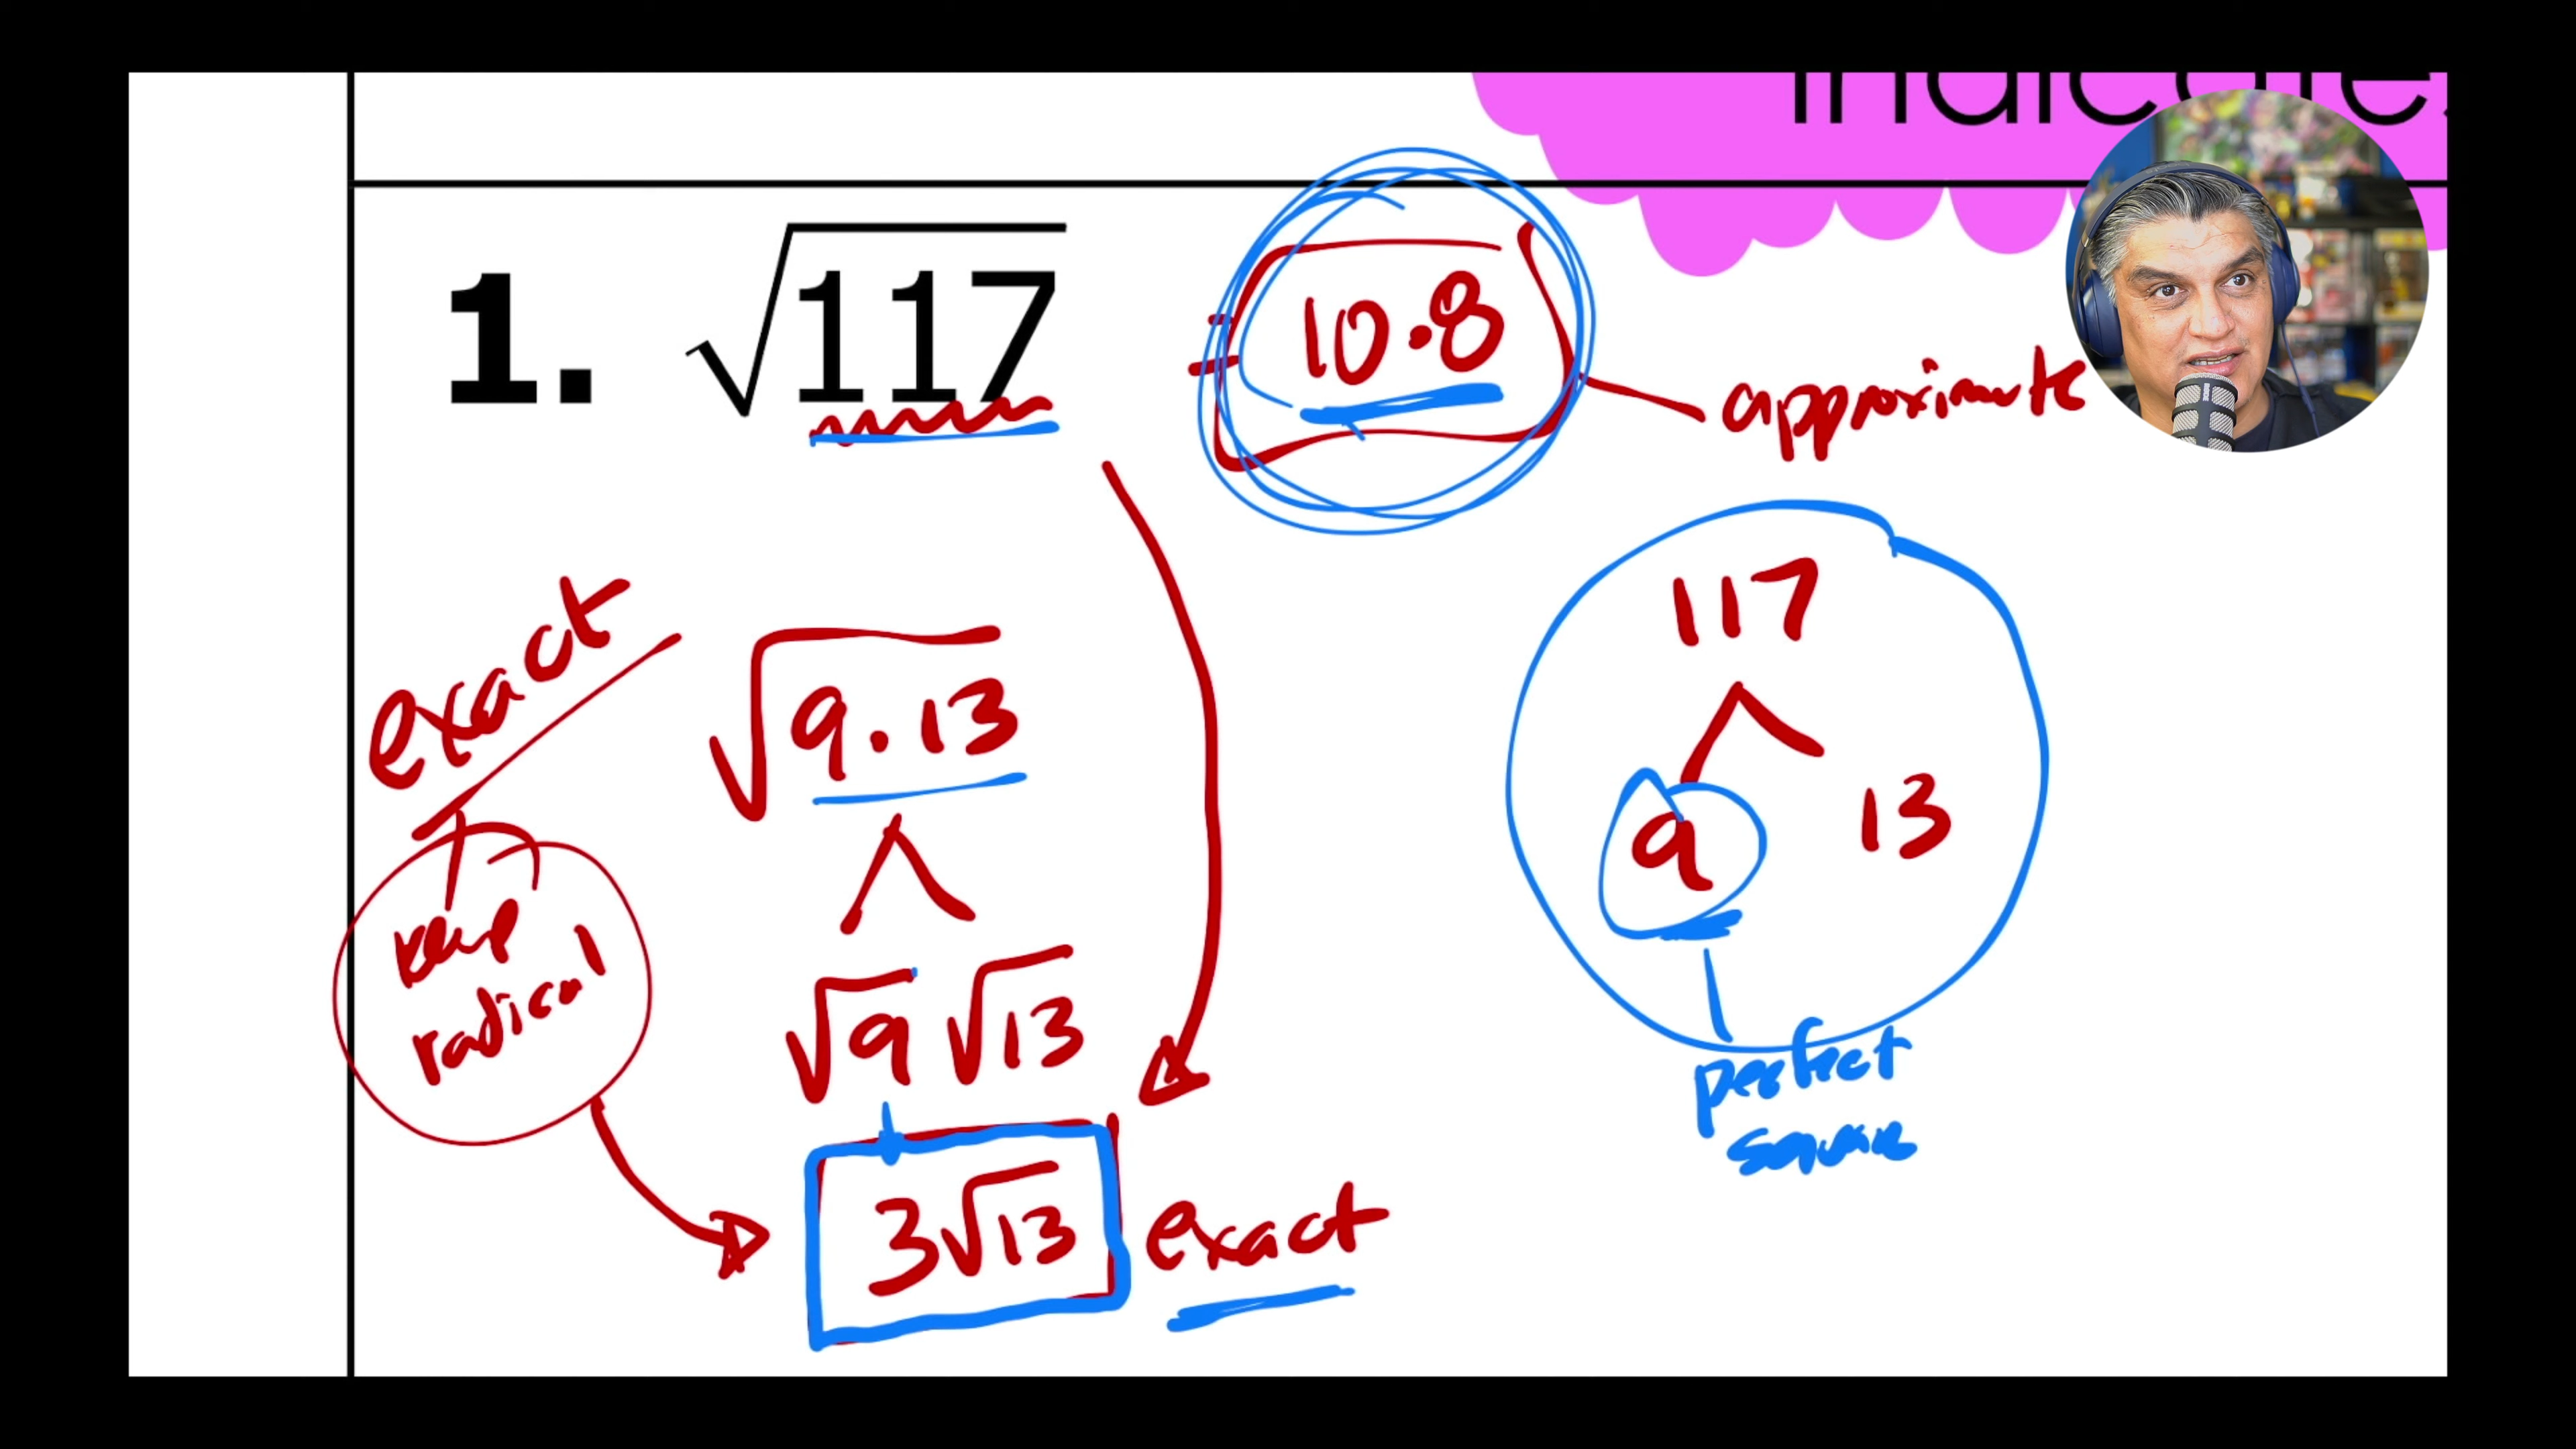 indicate
1. √117 = 10.8
approximate
exact
117
9 13
√9·13
keep
radical
√9 √13
perfect
square
3√13 exact